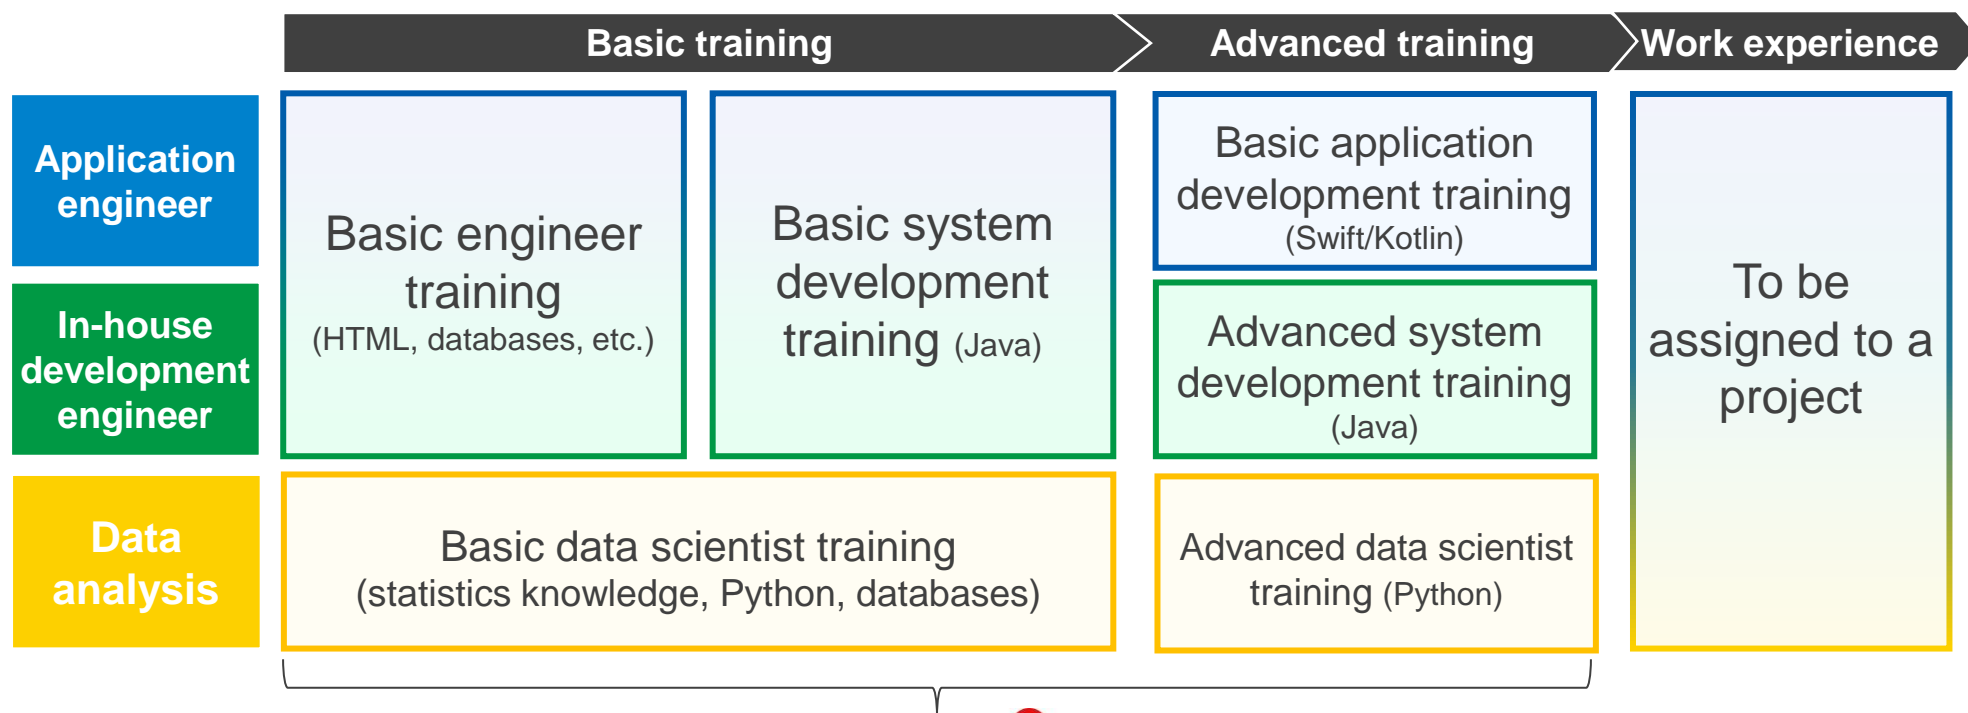 Basic training
Advanced training
Work experience
Application
engineer
Basic engineer
training
(HTML, databases, etc.)
Basic system
development
training (Java)
Basic application
development training
(Swift/Kotlin)
In-house
development
engineer
Advanced system
development training
(Java)
To be
assigned to a
project
Data
analysis
Basic data scientist training
(statistics knowledge, Python, databases)
Advanced data scientist
training (Python)